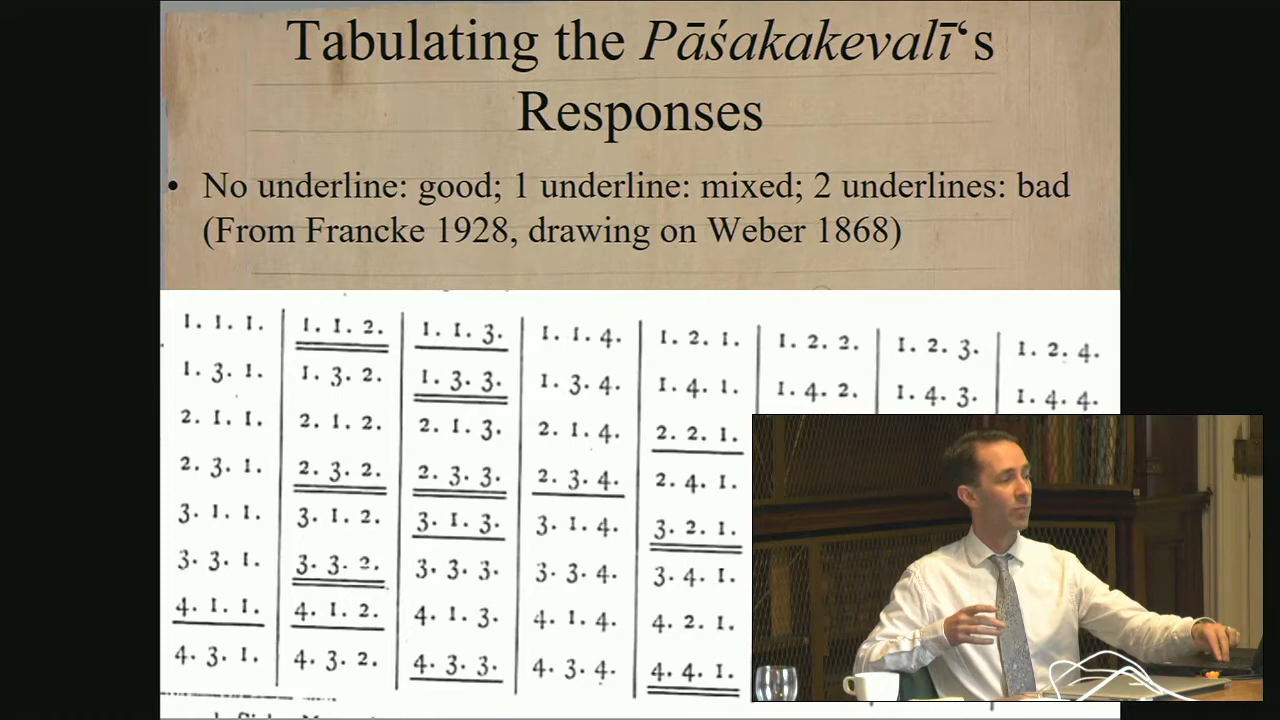 Tabulating the Pāśakakevalī‘s
Responses
• No underline: good; 1 underline: mixed; 2 underlines: bad
(From Francke 1928, drawing on Weber 1868)
1. 1. 1. 1. 1. 2. 1. 1. 3. 1. 1. 4. 1. 2. 1. 1. 2. 2. 1. 2. 3. 1. 2. 4.
1. 3. 1. 1. 3. 2. 1. 3. 3. 1. 3. 4. 1. 4. 1. 1. 4. 2. 1. 4. 3. 1. 4. 4.
2. 1. 1. 2. 1. 2. 2. 1. 3. 2. 1. 4. 2. 2. 1.
2. 3. 1. 2. 3. 2. 2. 3. 3. 2. 3. 4. 2. 4. 1.
3. 1. 1. 3. 1. 2. 3. 1. 3. 3. 1. 4. 3. 2. 1.
3. 3. 1. 3. 3. 2. 3. 3. 3. 3. 3. 4. 3. 4. 1.
4. 1. 1. 4. 1. 2. 4. 1. 3. 4. 1. 4. 4. 2. 1.
4. 3. 1. 4. 3. 2. 4. 3. 3. 4. 3. 4. 4. 4. 1.